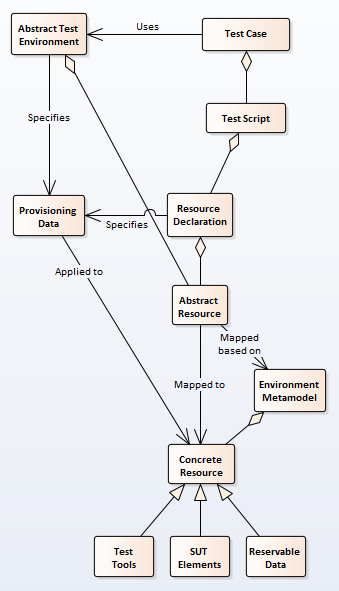 Abstract Test
Environment
Uses
Test Case
Specifies
Test Script
Provisioning
Data
Specifies
Resource
Declaration
Applied to
Abstract
Resource
Mapped
based on
Mapped to
Environment
Metamodel
Concrete
Resource
Test
Tools
SUT
Elements
Reservable
Data